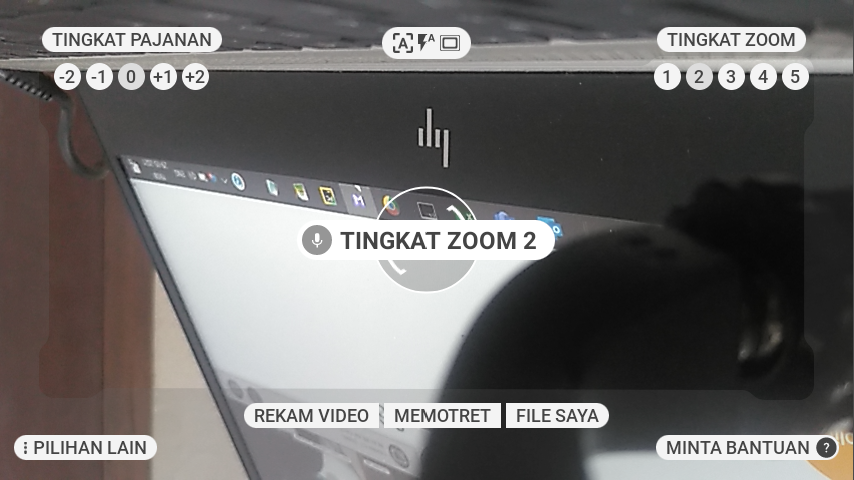 TINGKAT PAJANAN
A
TINGKAT ZOOM
-2 -1 0 +1 +2
1 2 3 4 5
TINGKAT ZOOM 2
REKAM VIDEO MEMOTRET FILE SAYA
PILIHAN LAIN
MINTA BANTUAN ?